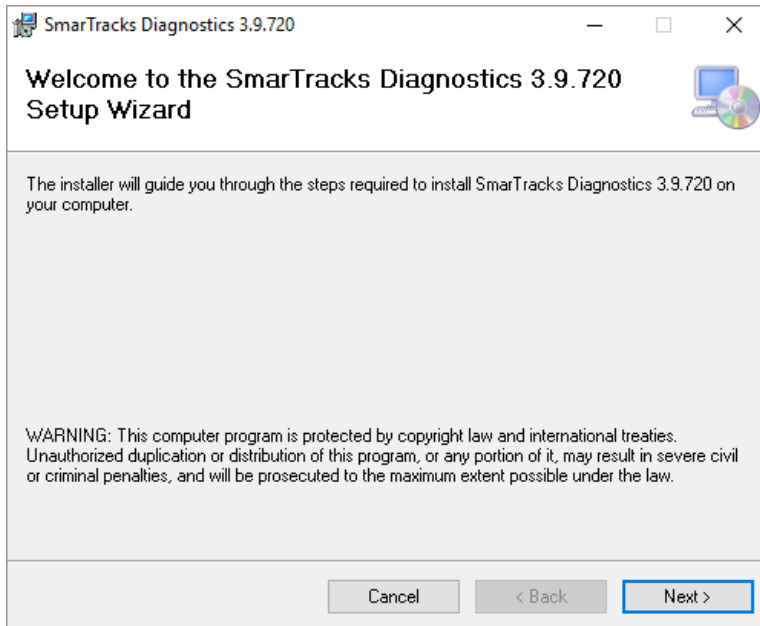 SmarTracks Diagnostics 3.9.720
Welcome to the SmarTracks Diagnostics 3.9.720
Setup Wizard
The installer will guide you through the steps required to install SmarTracks Diagnostics 3.9.720 on
your computer.
WARNING: This computer program is protected by copyright law and international treaties.
Unauthorized duplication or distribution of this program, or any portion of it, may result in severe civil
or criminal penalties, and will be prosecuted to the maximum extent possible under the law.
Cancel
< Back
Next >